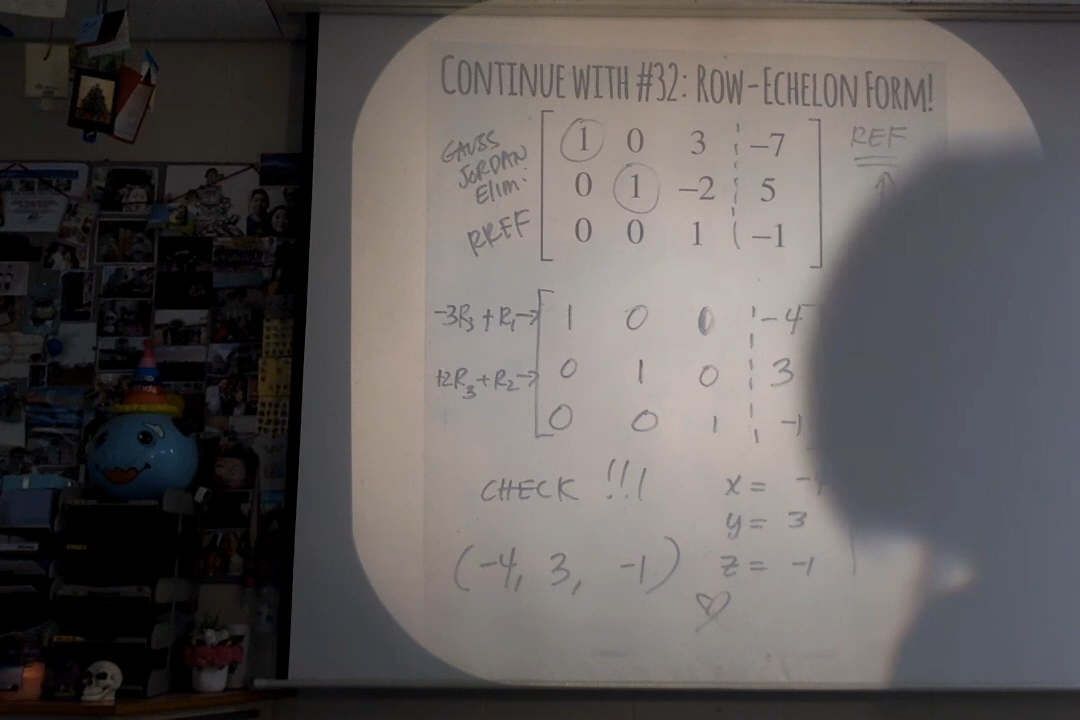 CONTINUE WITH #32: ROW-ECHELON FORM!
GAUSS
JORDAN
Elim.
RREF
1 0 3 -7
0 1 -2 5
0 0 1 -1
REF
-3R3 + R1→ 1 0 0 -4
+2R3 + R2→ 0 1 0 3
0 0 1 -1
CHECK !!!
x = -
y = 3
z = -1
(-4, 3, -1)